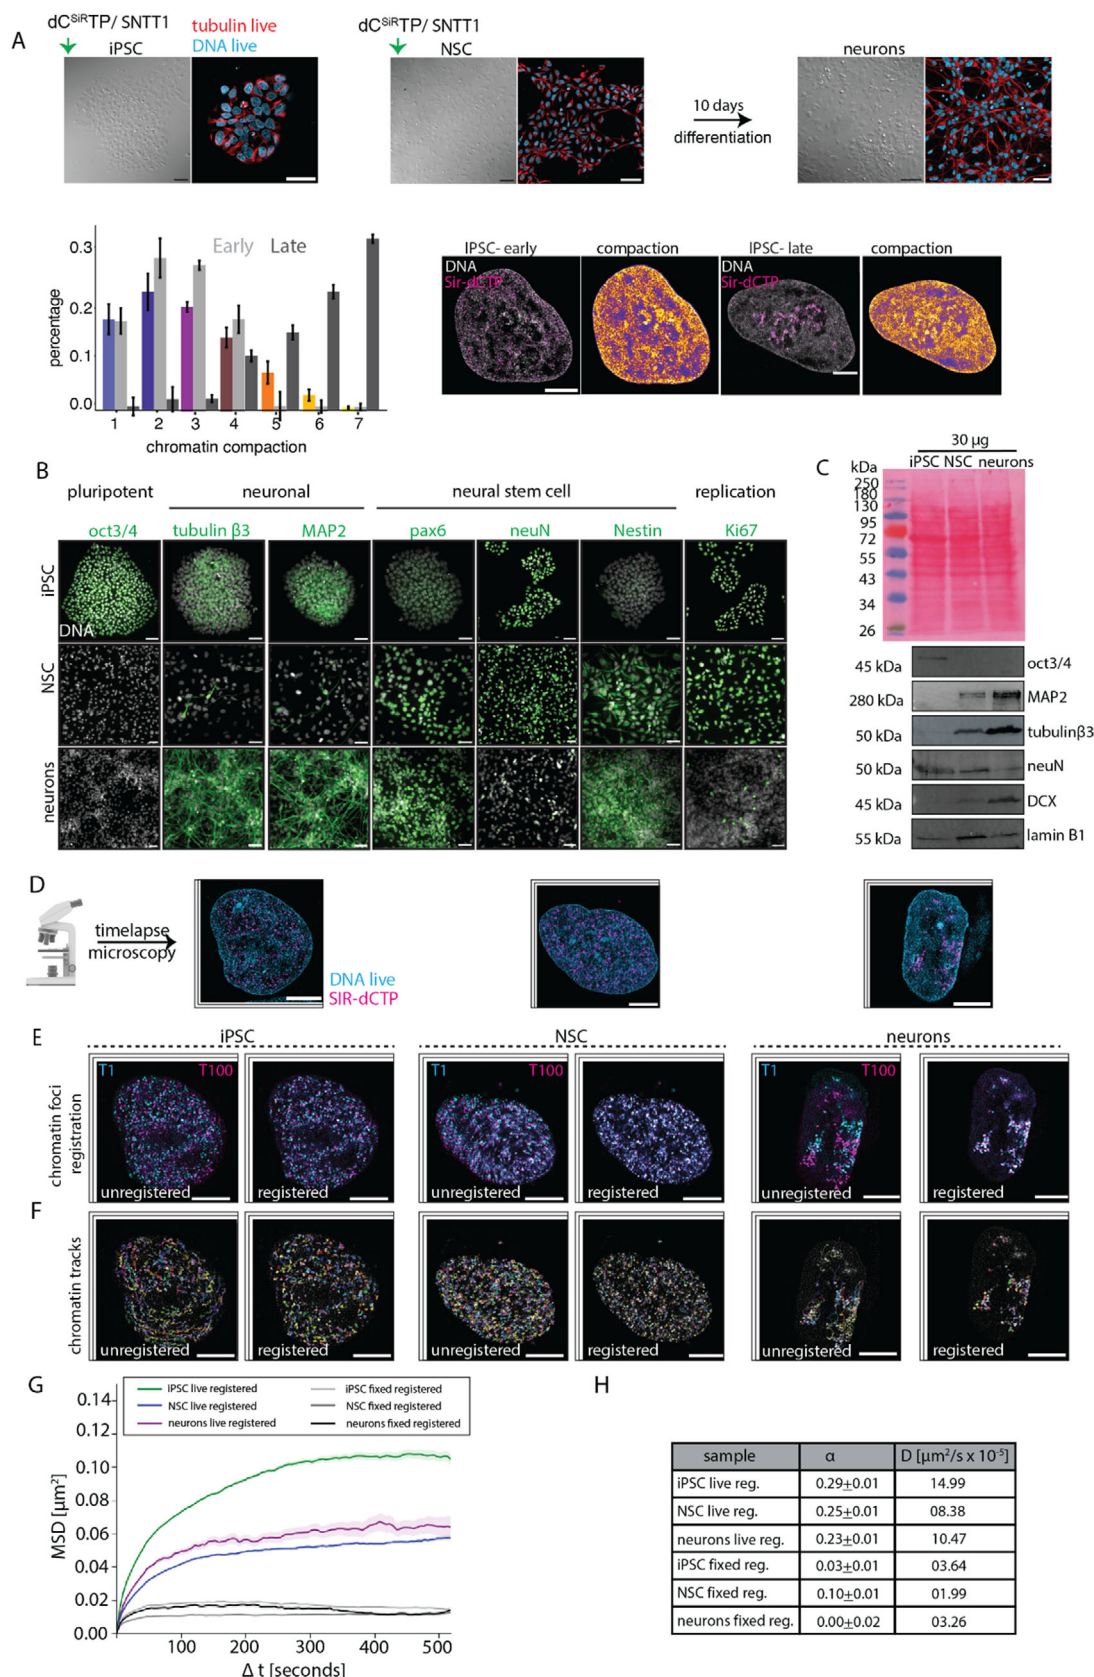 A
dCSiRTP/ SNTT1
tubulin live
iPSC
DNA live
dCSiRTP/ SNTT1
NSC
10 days
differentiation
neurons
percentage
0.3
0.2
0.1
0.0
Early
Late
1 2 3 4 5 6 7
chromatin compaction
IPSC- early
DNA
Sir-dCTP
compaction
IPSC- late
DNA
Sir-dCTP
compaction
B
pluripotent
neuronal
neural stem cell
replication
oct3/4
tubulin β3
MAP2
pax6
neuN
Nestin
Ki67
iPSC
DNA
NSC
neurons
C
30 µg
kDa
iPSC NSC neurons
250
180
130
95
72
55
43
34
26
45 kDa
oct3/4
280 kDa
MAP2
50 kDa
tubulinβ3
50 kDa
neuN
45 kDa
DCX
55 kDa
lamin B1
D
timelapse
microscopy
DNA live
SIR-dCTP
E
iPSC
NSC
neurons
chromatin foci
registration
T1
T100
unregistered
registered
T1
T100
unregistered
registered
T1
T100
unregistered
registered
F
chromatin tracks
unregistered
registered
unregistered
registered
unregistered
registered
G
MSD [µm²]
0.14
0.12
0.10
0.08
0.06
0.04
0.02
0.00
iPSC live registered
NSC live registered
neurons live registered
iPSC fixed registered
NSC fixed registered
neurons fixed registered
100 200 300 400 500
Δ t [seconds]
H
sample α D [µm²/s x 10⁻⁵]
iPSC live reg. 0.29±0.01 14.99
NSC live reg. 0.25±0.01 08.38
neurons live reg. 0.23±0.01 10.47
iPSC fixed reg. 0.03±0.01 03.64
NSC fixed reg. 0.10±0.01 01.99
neurons fixed reg. 0.00±0.02 03.26